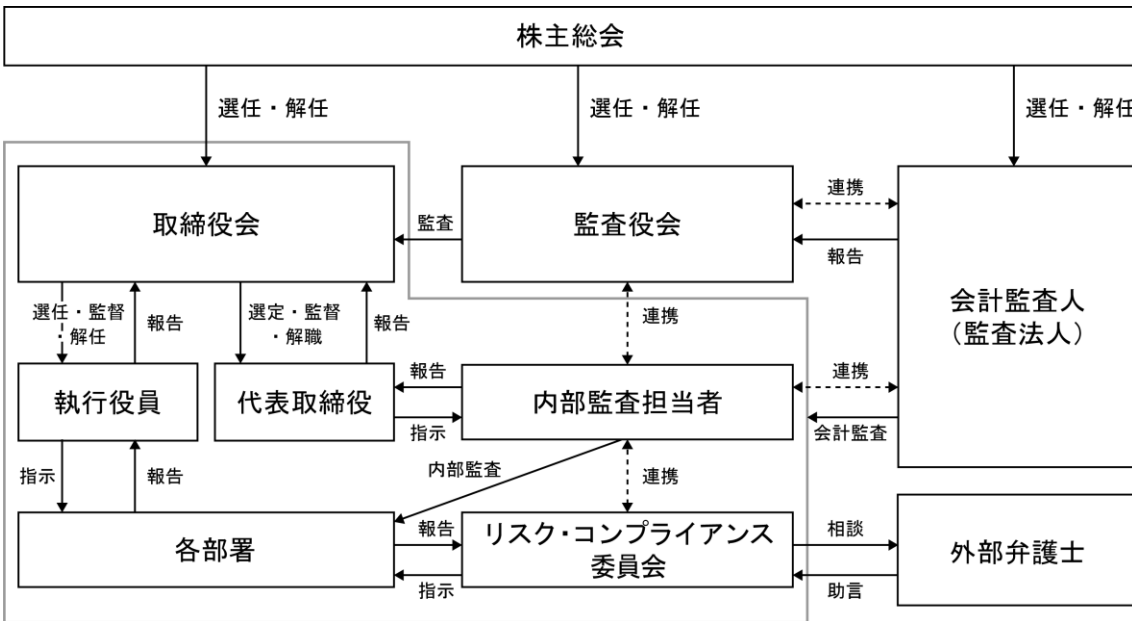 株主総会
選任・解任
選任・解任
選任・解任
取締役会
監査
監査役会
連携
報告
会計監査人
（監査法人）
選任・監督
・解任
報告
選定・監督
・解職
報告
連携
執行役員
代表取締役
報告
指示
内部監査担当者
連携
会計監査
指示
報告
内部監査
連携
各部署
報告
指示
リスク・コンプライアンス
委員会
相談
助言
外部弁護士